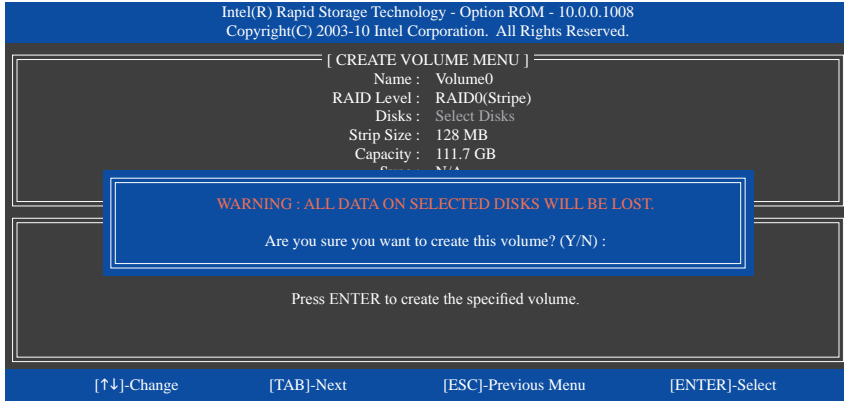 Intel(R) Rapid Storage Technology - Option ROM - 10.0.0.1008
Copyright(C) 2003-10 Intel Corporation. All Rights Reserved.
[ CREATE VOLUME MENU ]
Name : Volume0
RAID Level : RAID0(Stripe)
Disks : Select Disks
Strip Size : 128 MB
Capacity : 111.7 GB
N/A
WARNING : ALL DATA ON SELECTED DISKS WILL BE LOST.
Are you sure you want to create this volume? (Y/N) :
Press ENTER to create the specified volume.
[↑↓]-Change [TAB]-Next [ESC]-Previous Menu [ENTER]-Select